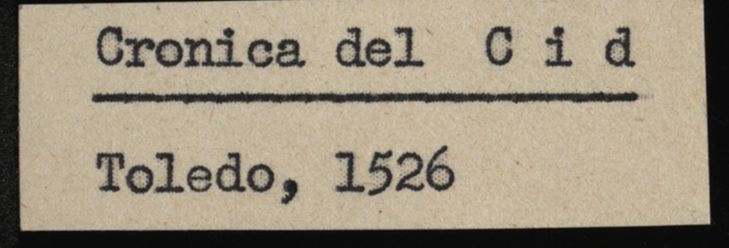 Cronica del C i d
Toledo, 1526